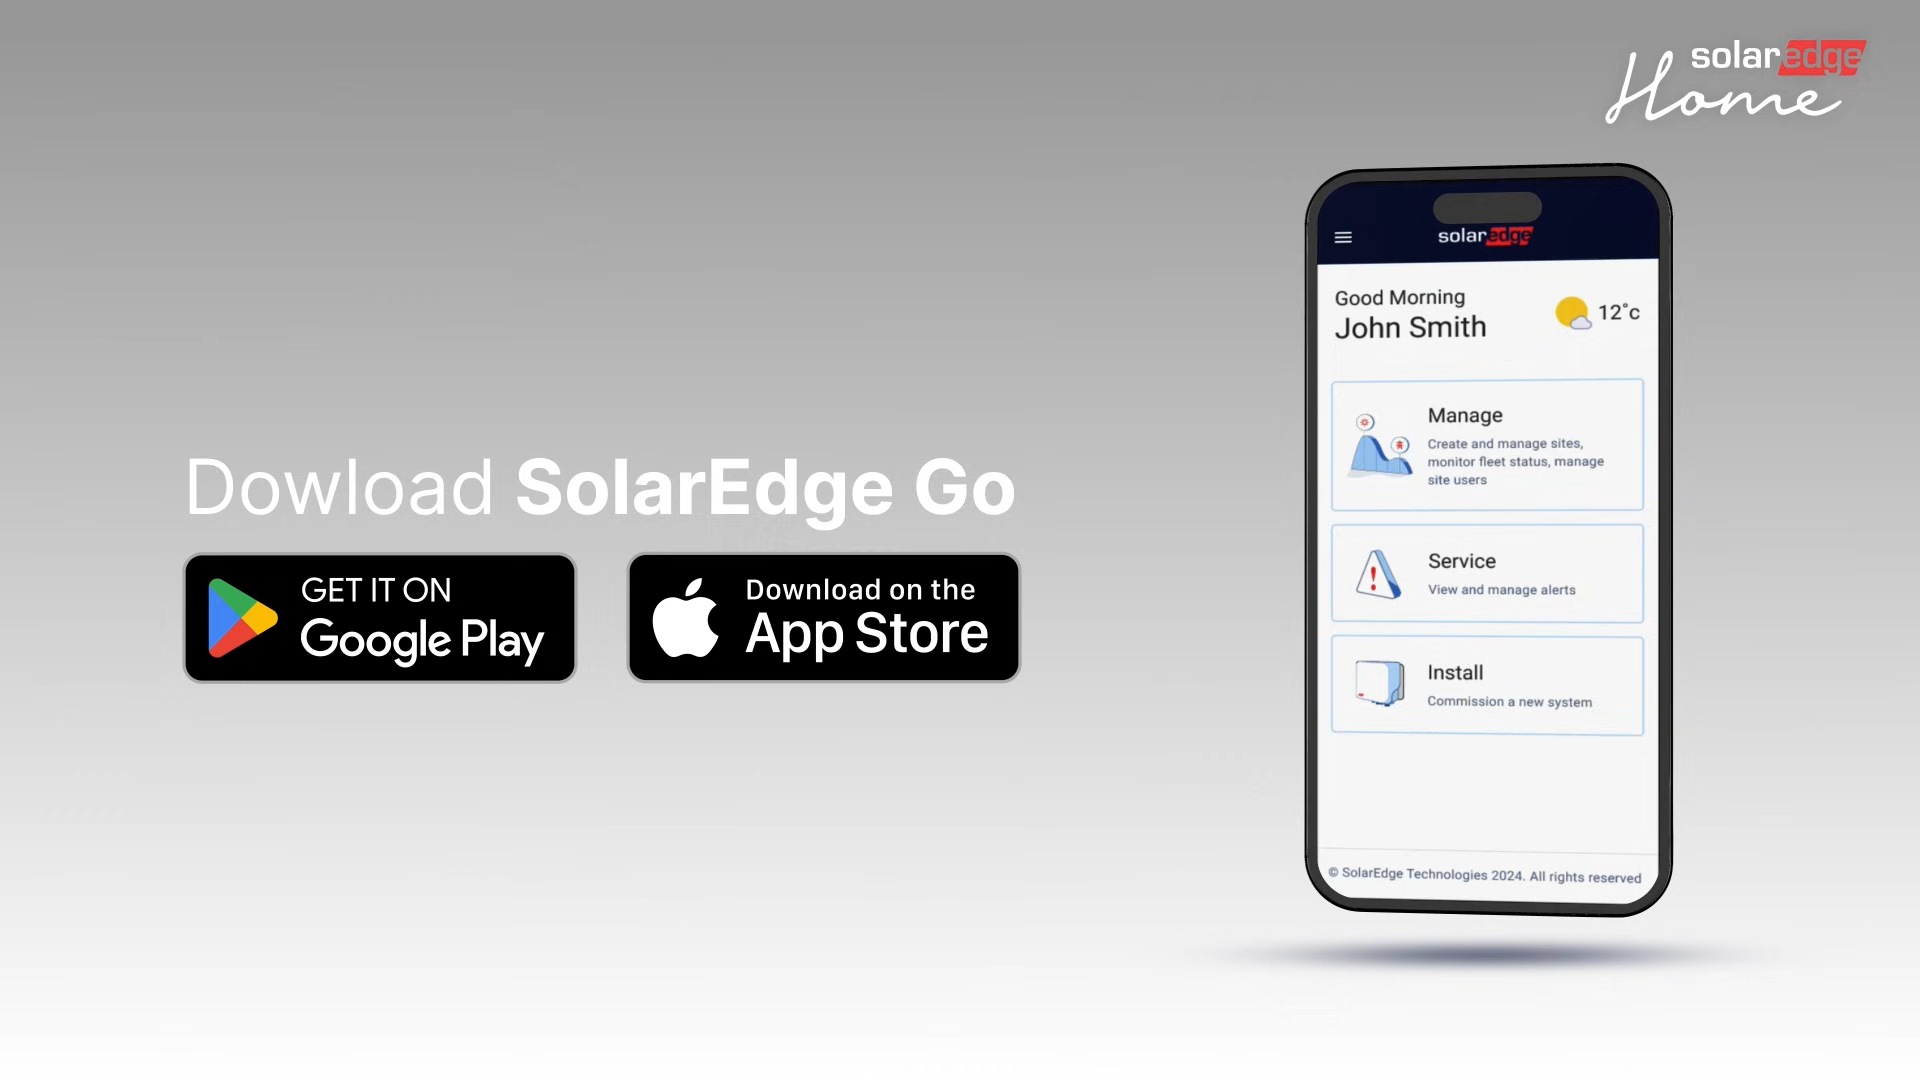 solaredge
Home
Dowload SolarEdge Go
GET IT ON
Google Play
Download on the
App Store
solaredge
Good Morning
John Smith
12°c
Manage
Create and manage sites,
monitor fleet status, manage
site users
Service
View and manage alerts
Install
Commission a new system
© SolarEdge Technologies 2024. All rights reserved